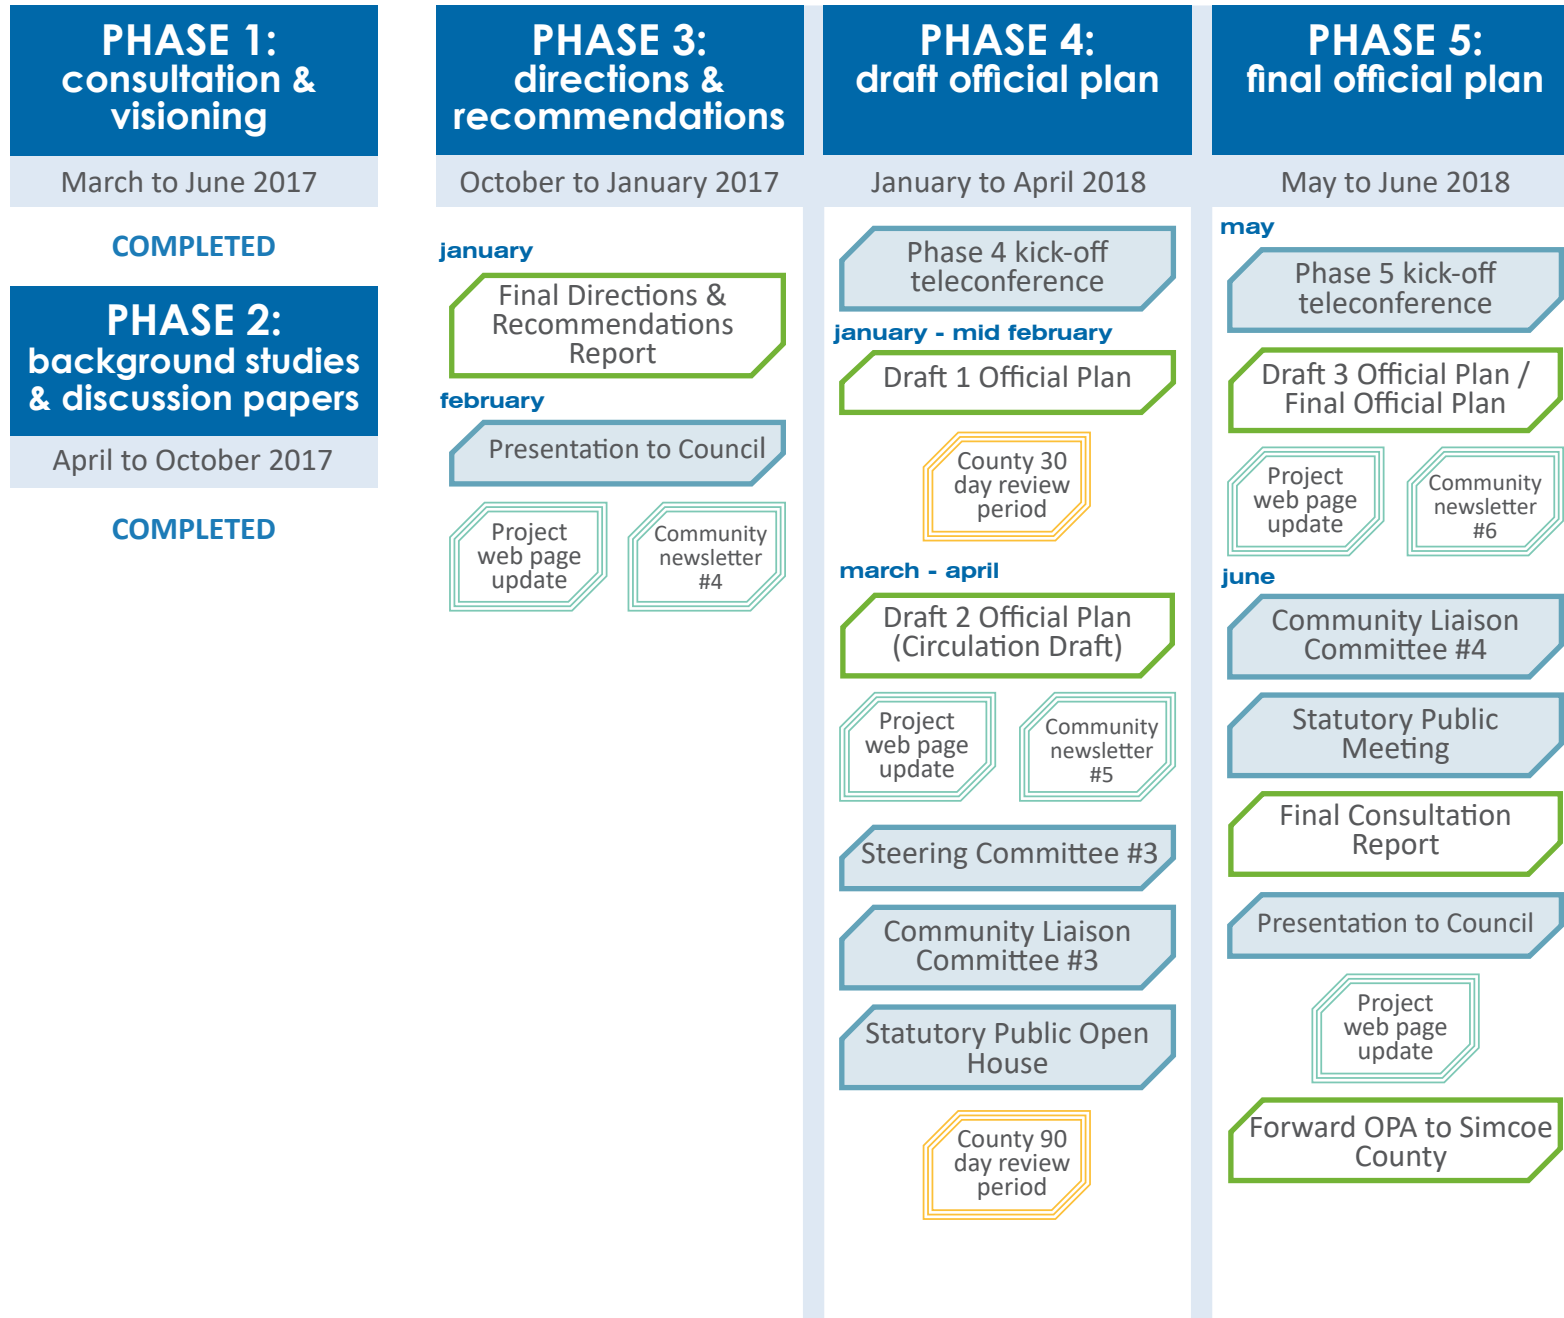 PHASE 1:
consultation &
visioning
March to June 2017
COMPLETED
PHASE 2:
background studies
& discussion papers
April to October 2017
COMPLETED
PHASE 3:
directions &
recommendations
October to January 2017
january
Final Directions &
Recommendations
Report
february
Presentation to Council
Project
web page
update
Community
newsletter
#4
PHASE 4:
draft official plan
January to April 2018
Phase 4 kick-off
teleconference
january - mid february
Draft 1 Official Plan
County 30
day review
period
march - april
Draft 2 Official Plan
(Circulation Draft)
Project
web page
update
Community
newsletter
#5
Steering Committee #3
Community Liaison
Committee #3
Statutory Public Open
House
County 90
day review
period
PHASE 5:
final official plan
May to June 2018
may
Phase 5 kick-off
teleconference
Draft 3 Official Plan /
Final Official Plan
Project
web page
update
Community
newsletter
#6
june
Community Liaison
Committee #4
Statutory Public
Meeting
Final Consultation
Report
Presentation to Council
Project
web page
update
Forward OPA to Simcoe
County